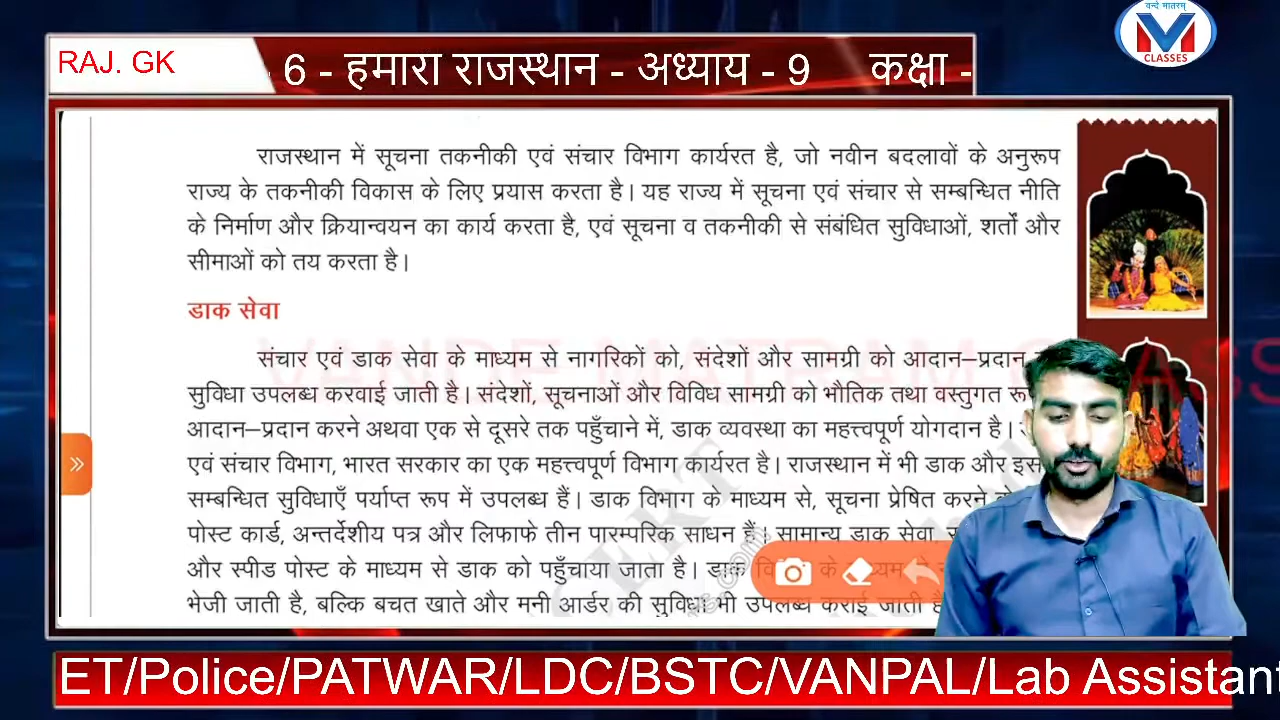 वन्दे मातरम्
CLASSES
RAJ. GK
6 - हमारा राजस्थान - अध्याय - 9 कक्षा -
राजस्थान में सूचना तकनीकी एवं संचार विभाग कार्यरत है, जो नवीन बदलावों के अनुरूप
राज्य के तकनीकी विकास के लिए प्रयास करता है। यह राज्य में सूचना एवं संचार से सम्बन्धित नीति
के निर्माण और क्रियान्वयन का कार्य करता है, एवं सूचना व तकनीकी से संबंधित सुविधाओं, शर्तों और
सीमाओं को तय करता है।
डाक सेवा
VANDE MATRAM CLASS
संचार एवं डाक सेवा के माध्यम से नागरिकों को, संदेशों और सामग्री को आदान–प्रदान
सुविधा उपलब्ध करवाई जाती है। संदेशों, सूचनाओं और विविध सामग्री को भौतिक तथा वस्तुगत
आदान–प्रदान करने अथवा एक से दूसरे तक पहुँचाने में, डाक व्यवस्था का महत्त्वपूर्ण योगदान है।
एवं संचार विभाग, भारत सरकार का एक महत्त्वपूर्ण विभाग कार्यरत है। राजस्थान में भी डाक और
सम्बन्धित सुविधाएँ पर्याप्त रूप में उपलब्ध हैं। डाक विभाग के माध्यम से, सूचना प्रेषित करने
पोस्ट कार्ड, अन्तर्देशीय पत्र और लिफाफे तीन पारम्परिक साधन हैं। सामान्य डाक सेवा,
और स्पीड पोस्ट के माध्यम से डाक को पहुँचाया जाता है। डाक के माध्यम
भेजी जाती है, बल्कि बचत खाते और मनी आर्डर की सुविधा भी उपलब्ध कराई जाती
ET/Police/PATWAR/LDC/BSTC/VANPAL/Lab Assistant